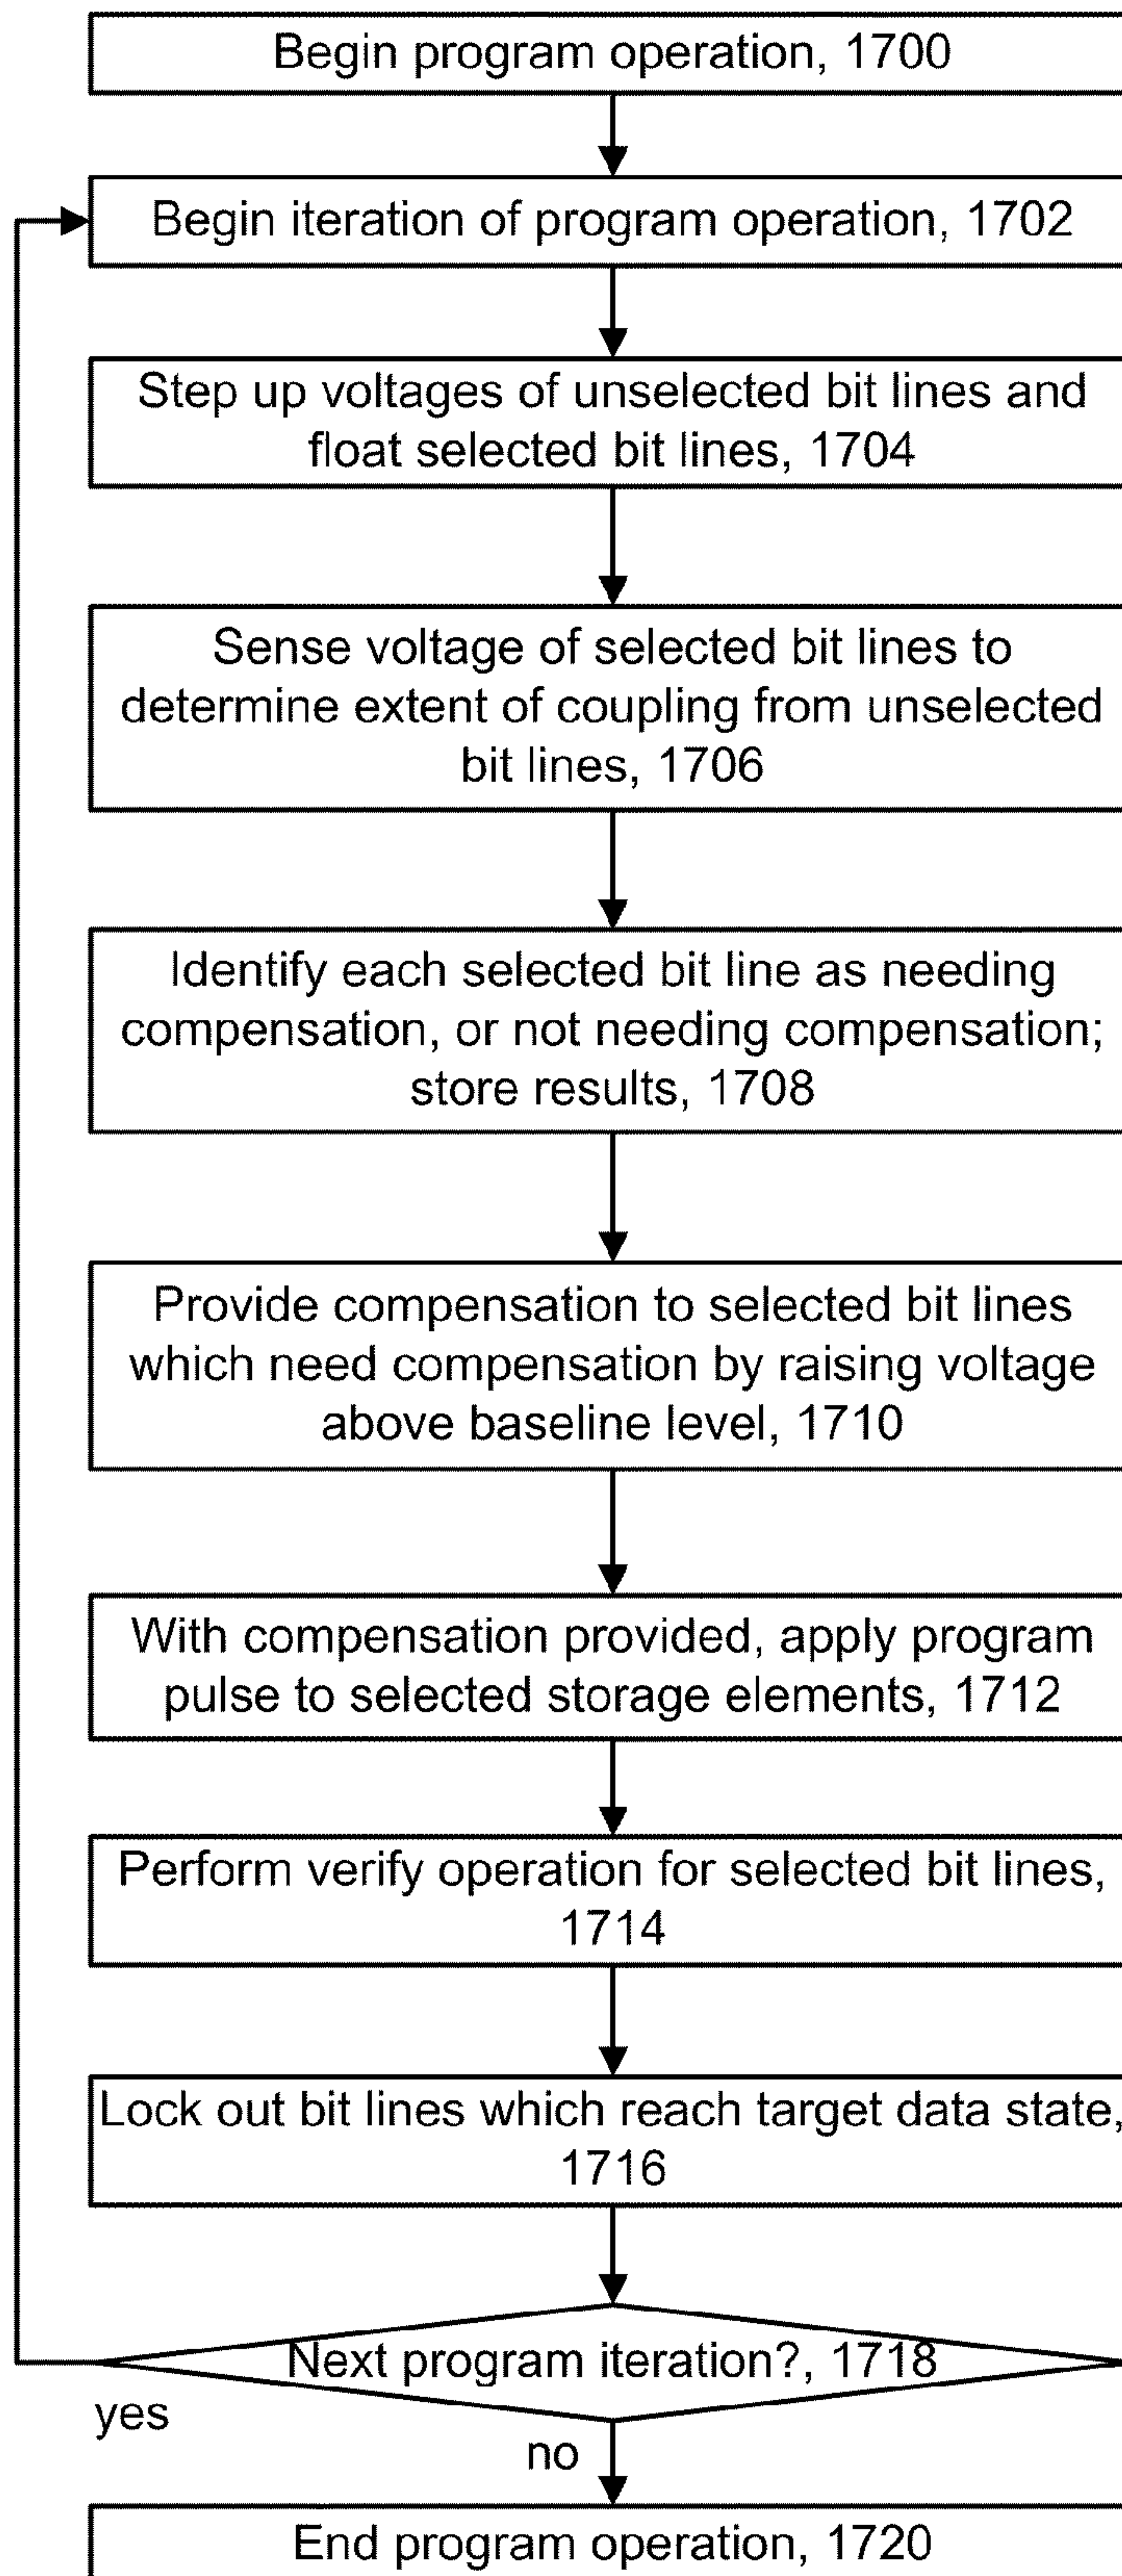 Begin program operation, 1700
Begin iteration of program operation, 1702
Step up voltages of unselected bit lines and
float selected bit lines, 1704
Sense voltage of selected bit lines to
determine extent of coupling from unselected
bit lines, 1706
Identify each selected bit line as needing
compensation, or not needing compensation;
store results, 1708
Provide compensation to selected bit lines
which need compensation by raising voltage
above baseline level, 1710
With compensation provided, apply program
pulse to selected storage elements, 1712
Perform verify operation for selected bit lines,
1714
Lock out bit lines which reach target data state,
1716
Next program iteration?, 1718
yes
no
End program operation, 1720